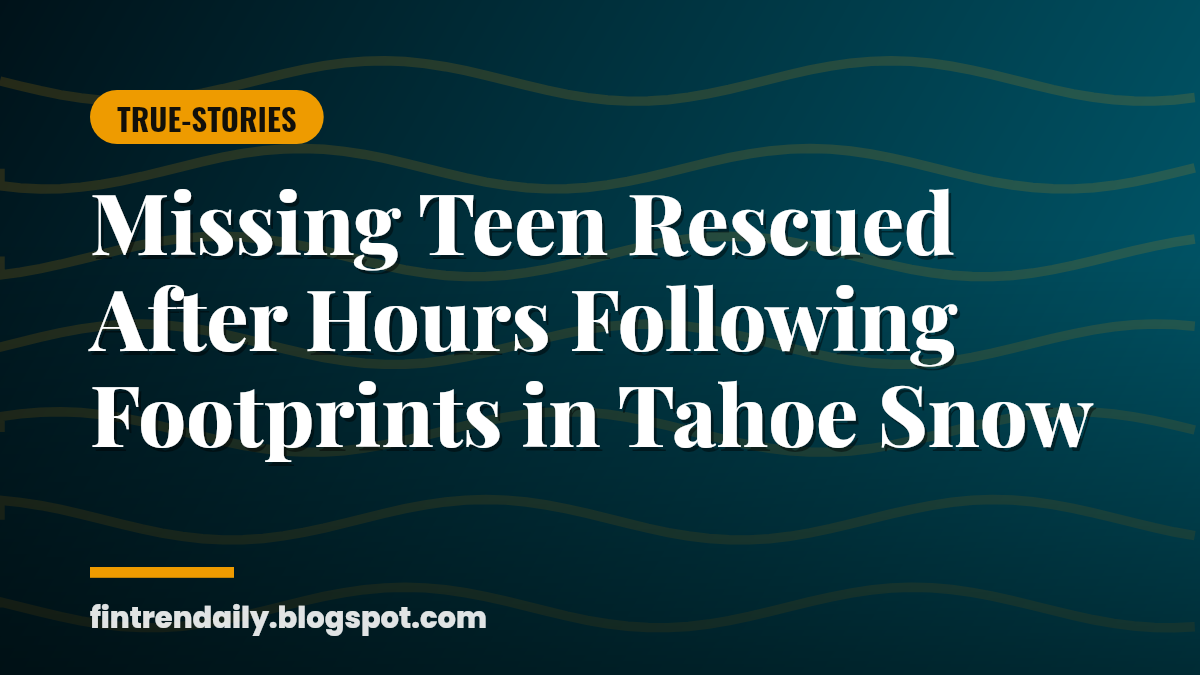 TRUE-STORIES
Missing Teen Rescued
After Hours Following
Footprints in Tahoe Snow
fintrendaily.blogspot.com